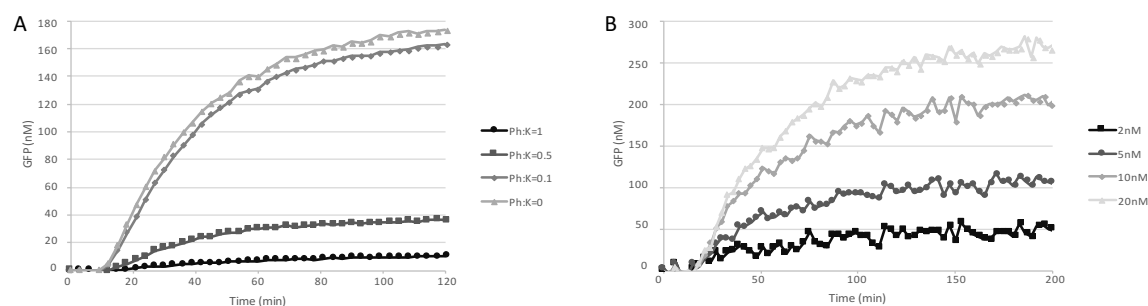 A
180
160
140
120
100
80
60
40
20
0
GFP (nM)
0 20 40 60 80 100 120
Time (min)
Ph:K=1
Ph:K=0.5
Ph:K=0.1
Ph:K=0
B
300
250
200
150
100
50
0
GFP (nM)
0 50 100 150 200
Time (min)
2nM
5nM
10nM
20nM